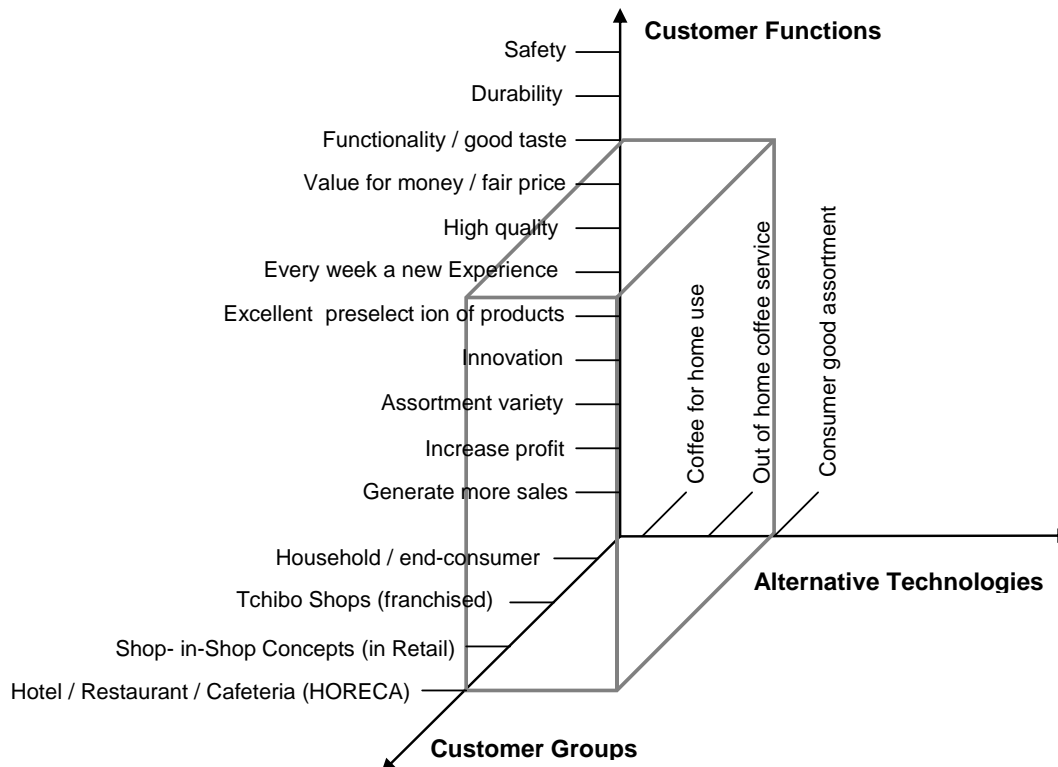 Customer Functions
Safety
Durability
Functionality / good taste
Value for money / fair price
High quality
Every week a new Experience
Excellent  preselect ion of products
Innovation
Assortment variety
Increase profit
Generate more sales
Coffee for home use
Out of home coffee service
Consumer good assortment
Household / end-consumer
Alternative Technologies
Tchibo Shops (franchised)
Shop- in-Shop Concepts (in Retail)
Hotel / Restaurant / Cafeteria (HORECA)
Customer Groups